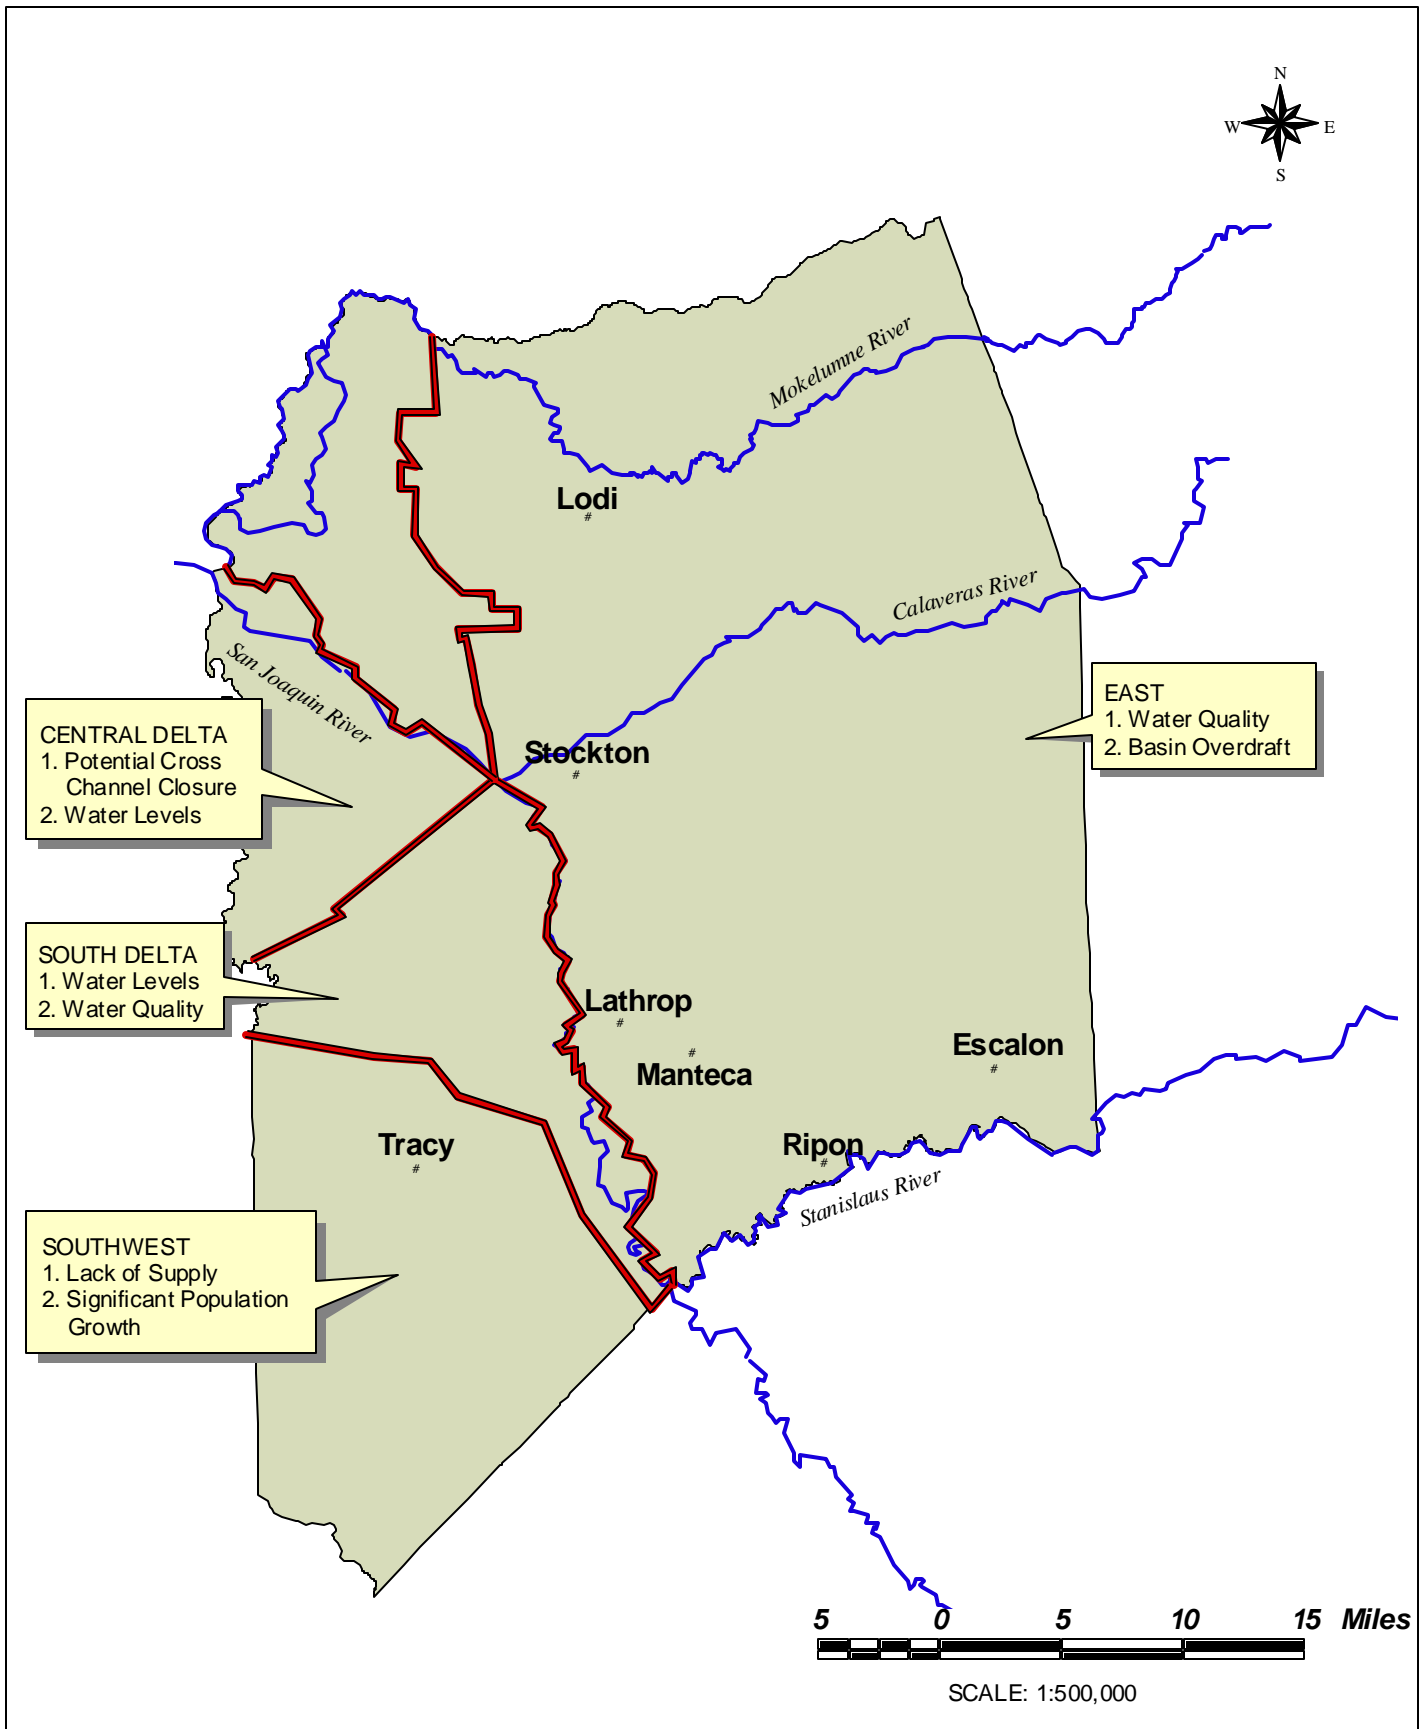 N
W E
S
Mokelumne River
Lodi
#
Calaveras River
San Joaquin River
EAST
1. Water Quality
2. Basin Overdraft
CENTRAL DELTA
1. Potential Cross
Channel Closure
2. Water Levels
Stockton
#
SOUTH DELTA
1. Water Levels
2. Water Quality
Lathrop
#
#
Manteca
Escalon
#
Tracy
#
Ripon
#
Stanislaus River
SOUTHWEST
1. Lack of Supply
2. Significant Population
Growth
5 0 5 10 15 Miles
SCALE: 1:500,000